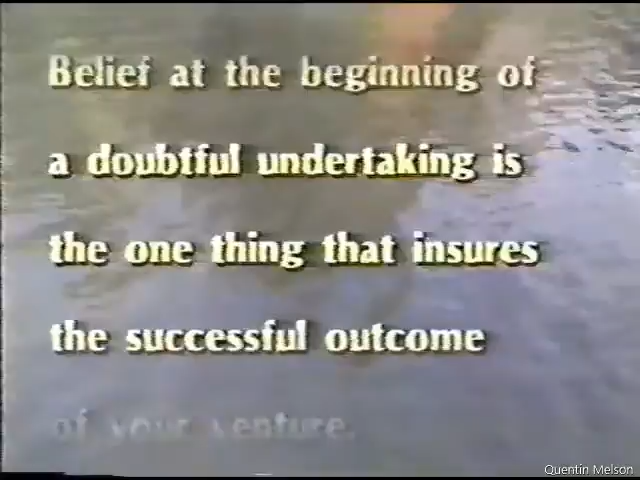 Belief at the beginning of
a doubtful undertaking is
the one thing that insures
the successful outcome
of your venture.
Quentin Melson